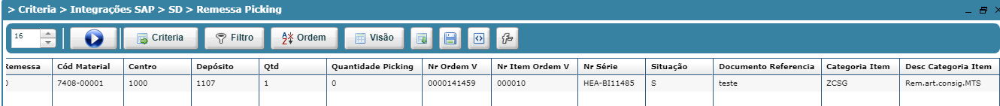 > Criteria > Integrações SAP > SD > Remessa Picking
16 Criteria Filtro Ordem Visão
Remessa Cód Material Centro Depósito Qtd Quantidade Picking Nr Ordem V Nr Item Ordem V Nr Série Situação Documento Referencia Categoria Item Desc Categoria Item
7408-00001 1000 1107 1 0 0000141459 000010 HEA-BI11485 S teste ZCSG Rem.art.consig.MTS